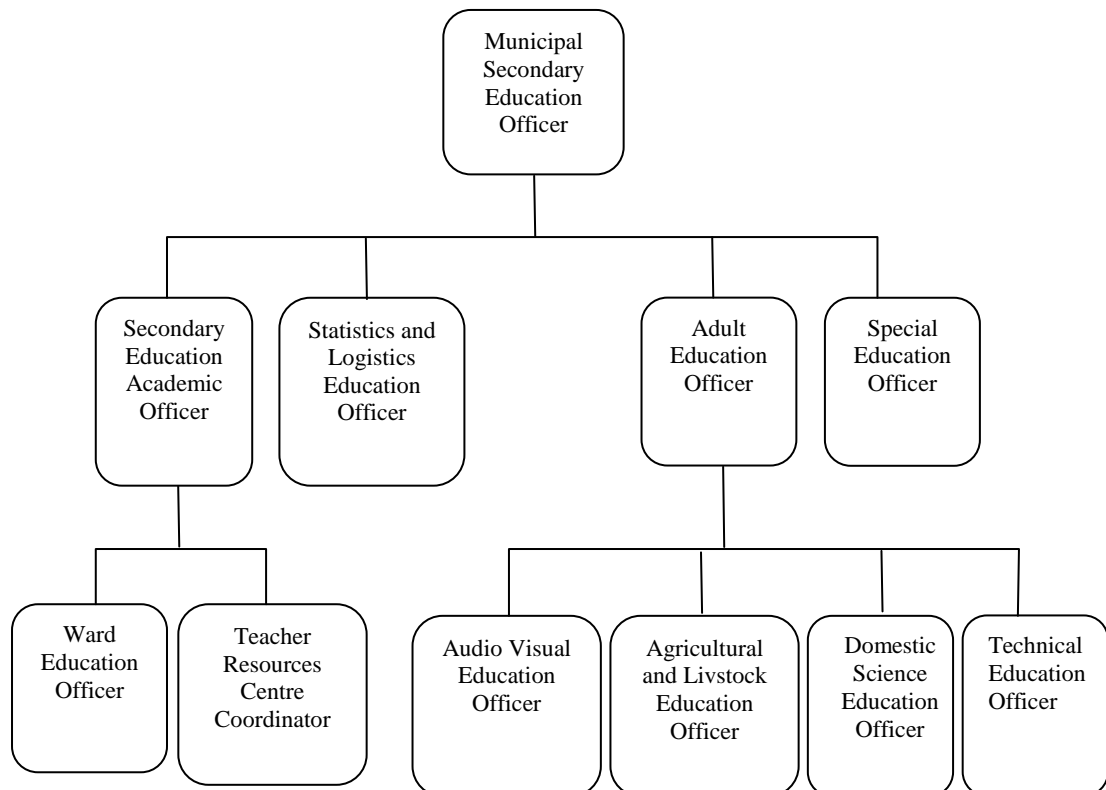 Municipal
Secondary
Education
Officer
Secondary
Education
Academic
Officer
Statistics and
Logistics
Education
Officer
Adult
Education
Officer
Special
Education
Officer
Ward
Education
Officer
Teacher
Resources
Centre
Coordinator
Audio Visual
Education
Officer
Agricultural
and Livstock
Education
Officer
Domestic
Science
Education
Officer
Technical
Education
Officer